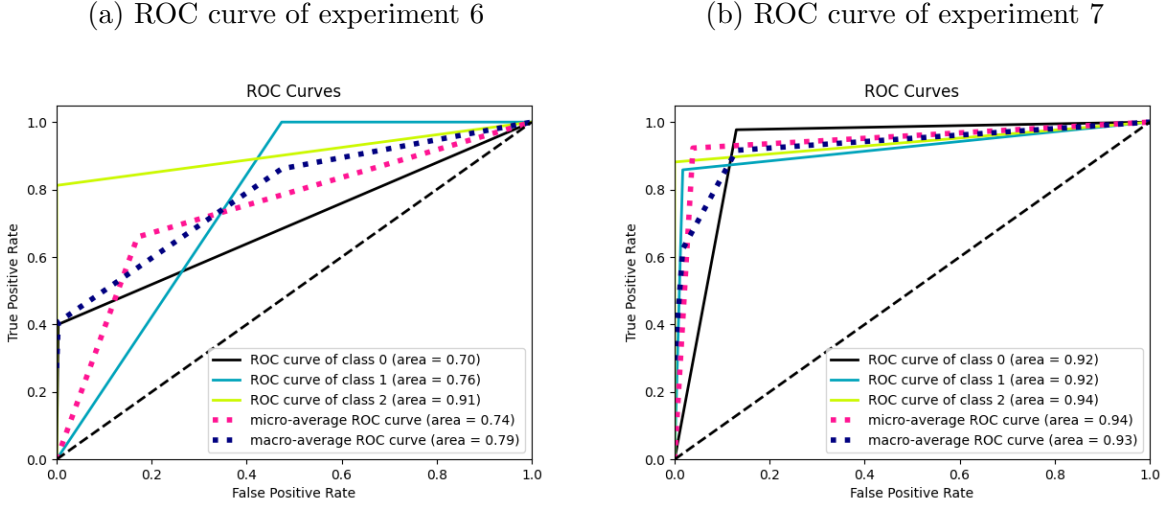 (a) ROC curve of experiment 6
(b) ROC curve of experiment 7
ROC Curves
1.0
0.8
0.6
0.4
0.2
0.0
True Positive Rate
ROC curve of class 0 (area = 0.70)
ROC curve of class 1 (area = 0.76)
ROC curve of class 2 (area = 0.91)
micro-average ROC curve (area = 0.74)
macro-average ROC curve (area = 0.79)
0.0 0.2 0.4 0.6 0.8 1.0
False Positive Rate
ROC Curves
1.0
0.8
0.6
0.4
0.2
0.0
True Positive Rate
ROC curve of class 0 (area = 0.92)
ROC curve of class 1 (area = 0.92)
ROC curve of class 2 (area = 0.94)
micro-average ROC curve (area = 0.94)
macro-average ROC curve (area = 0.93)
0.0 0.2 0.4 0.6 0.8 1.0
False Positive Rate